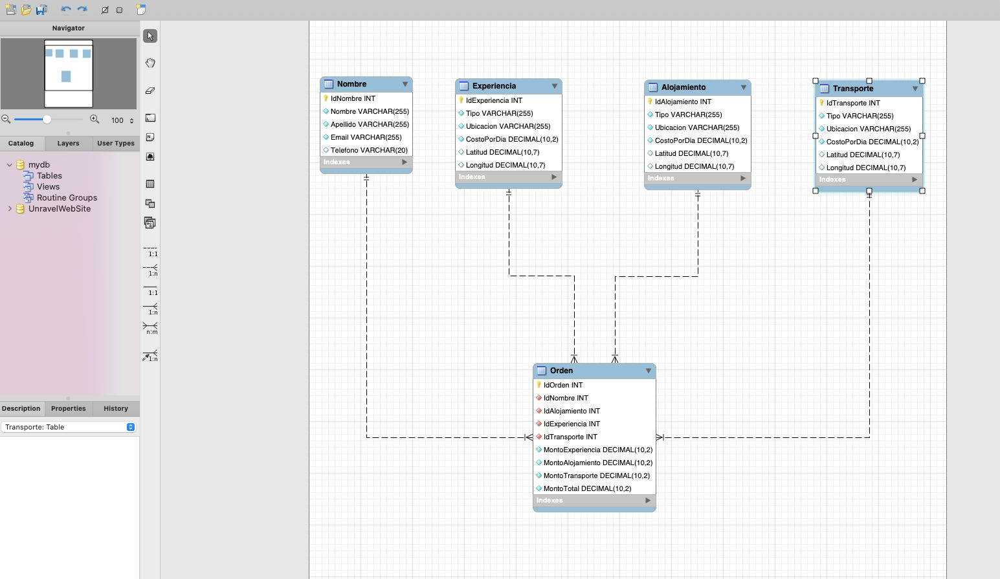 Navigator
100
Catalog
Layers
User Types
mydb
Tables
Views
Routine Groups
UnravelWebSite
Description
Properties
History
Transporte: Table
1:1
1:n
1:1
1:n
n:m
1:n
Nombre
IdNombre INT
Nombre VARCHAR(255)
Apellido VARCHAR(255)
Email VARCHAR(255)
Telefono VARCHAR(20)
Indexes
Experiencia
IdExperiencia INT
Tipo VARCHAR(255)
Ubicacion VARCHAR(255)
CostoPorDia DECIMAL(10,2)
Latitud DECIMAL(10,7)
Longitud DECIMAL(10,7)
Indexes
Alojamiento
IdAlojamiento INT
Tipo VARCHAR(255)
Ubicacion VARCHAR(255)
CostoPorDia DECIMAL(10,2)
Latitud DECIMAL(10,7)
Longitud DECIMAL(10,7)
Indexes
Transporte
IdTransporte INT
Tipo VARCHAR(255)
Ubicacion VARCHAR(255)
CostoPorDia DECIMAL(10,2)
Latitud DECIMAL(10,7)
Longitud DECIMAL(10,7)
Indexes
Orden
IdOrden INT
IdNombre INT
IdAlojamiento INT
IdExperiencia INT
IdTransporte INT
MontoExperiencia DECIMAL(10,2)
MontoAlojamiento DECIMAL(10,2)
MontoTransporte DECIMAL(10,2)
MontoTotal DECIMAL(10,2)
Indexes